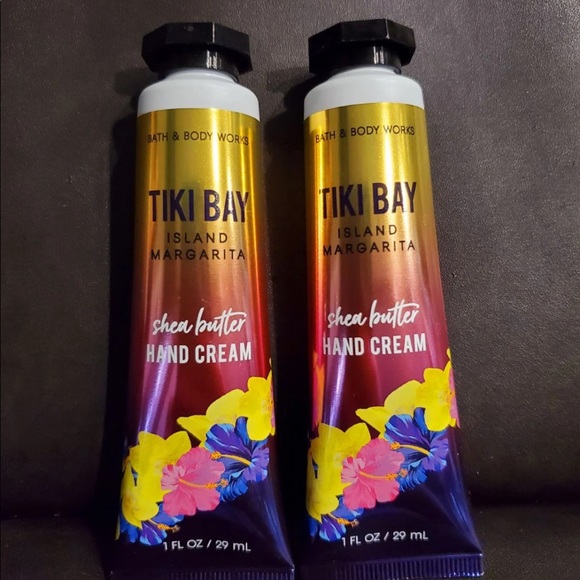 BATH & BODY WORKS
TIKI BAY
ISLAND
MARGARITA
shea butter
HAND CREAM
1 FL OZ / 29 mL
BATH & BODY WORKS
TIKI BAY
ISLAND
MARGARITA
shea butter
HAND CREAM
1 FL OZ / 29 mL